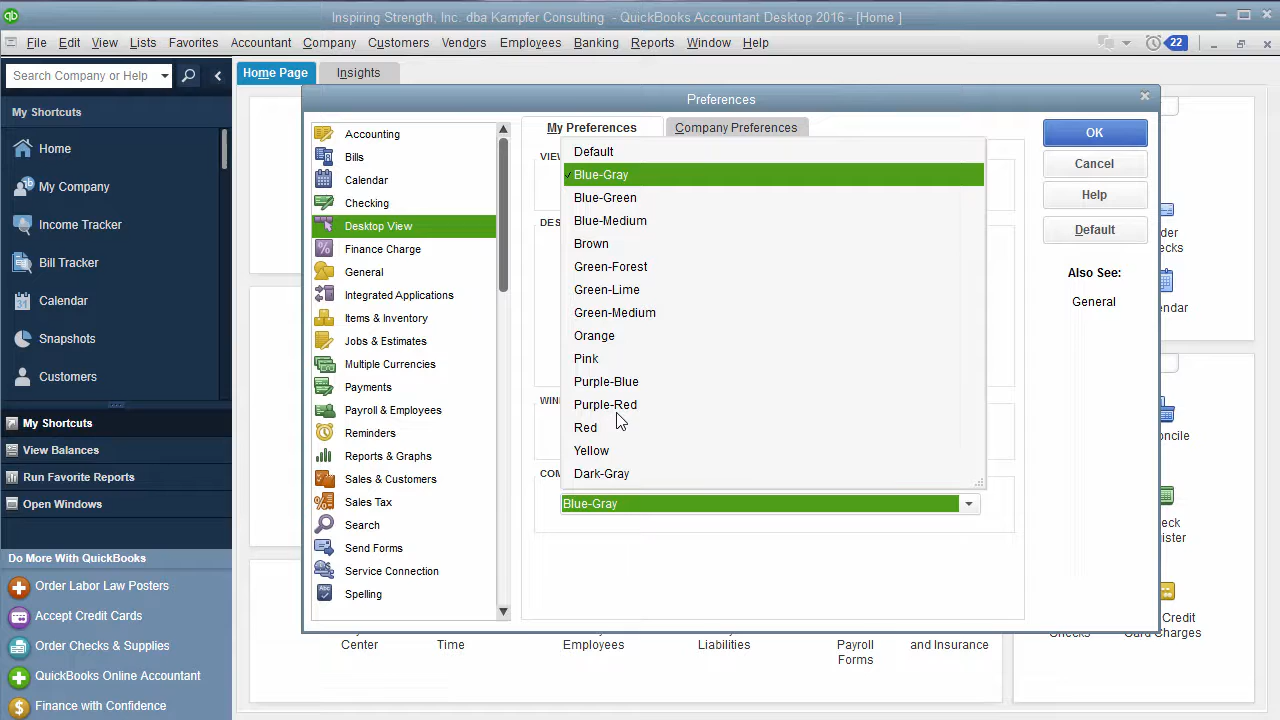 Inspiring Strength, Inc. dba Kampfer Consulting - QuickBooks Accountant Desktop 2016 - [Home ]
File Edit View Lists Favorites Accountant Company Customers Vendors Employees Banking Reports Window Help 22
Search Company or Help
Home Page Insights
My Shortcuts
Home
My Company
Income Tracker
Bill Tracker
Calendar
Snapshots
Customers
My Shortcuts
View Balances
Run Favorite Reports
Open Windows
Do More With QuickBooks
Order Labor Law Posters
Accept Credit Cards
Order Checks & Supplies
QuickBooks Online Accountant
Finance with Confidence
Preferences
Accounting
Bills
Calendar
Checking
Desktop View
Finance Charge
General
Integrated Applications
Items & Inventory
Jobs & Estimates
Multiple Currencies
Payments
Payroll & Employees
Reminders
Reports & Graphs
Sales & Customers
Sales Tax
Search
Send Forms
Service Connection
Spelling
My Preferences Company Preferences
Default
Blue-Gray
Blue-Green
Blue-Medium
Brown
Green-Forest
Green-Lime
Green-Medium
Orange
Pink
Purple-Blue
Purple-Red
Red
Yellow
Dark-Gray
Blue-Gray
OK
Cancel
Help
Default
Also See:
General
Center Time Employees Liabilities Payroll and Insurance
Forms